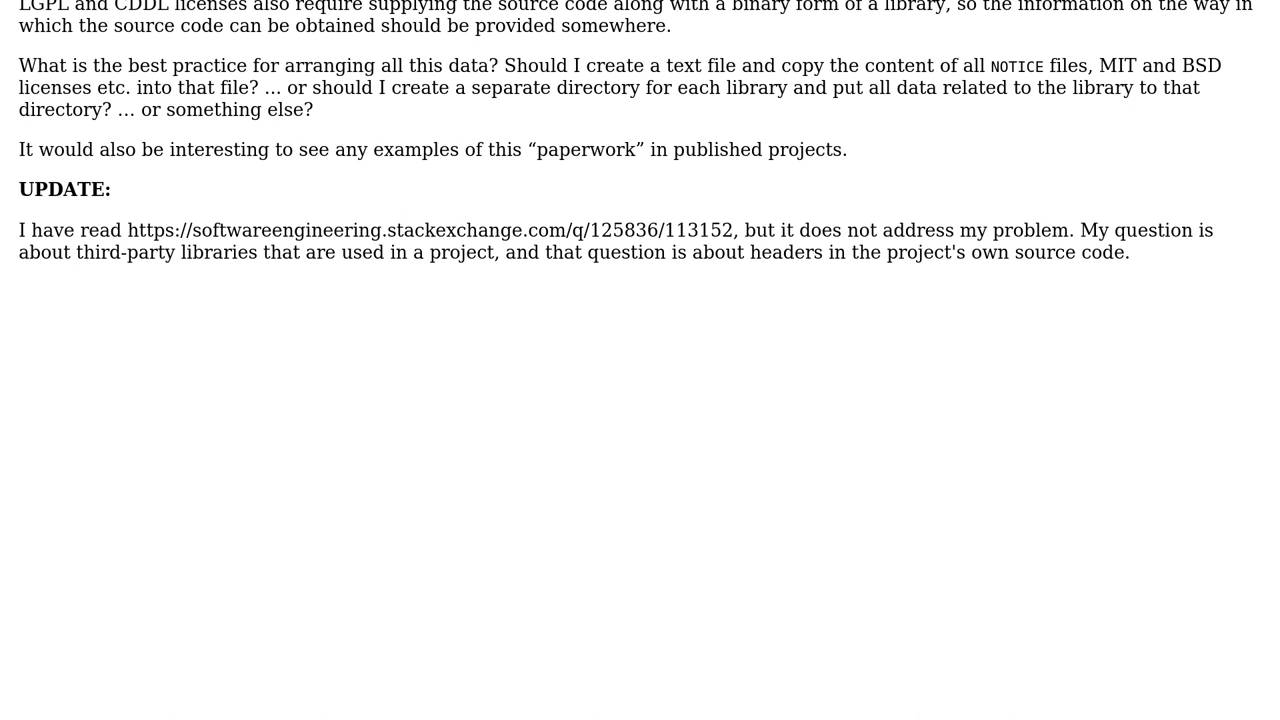 LGPL and CDDL licenses also require supplying the source code along with a binary form of a library, so the information on the way in
which the source code can be obtained should be provided somewhere.
What is the best practice for arranging all this data? Should I create a text file and copy the content of all NOTICE files, MIT and BSD
licenses etc. into that file? ... or should I create a separate directory for each library and put all data related to the library to that
directory? ... or something else?
It would also be interesting to see any examples of this “paperwork” in published projects.
UPDATE:
I have read https://softwareengineering.stackexchange.com/q/125836/113152, but it does not address my problem. My question is
about third-party libraries that are used in a project, and that question is about headers in the project's own source code.